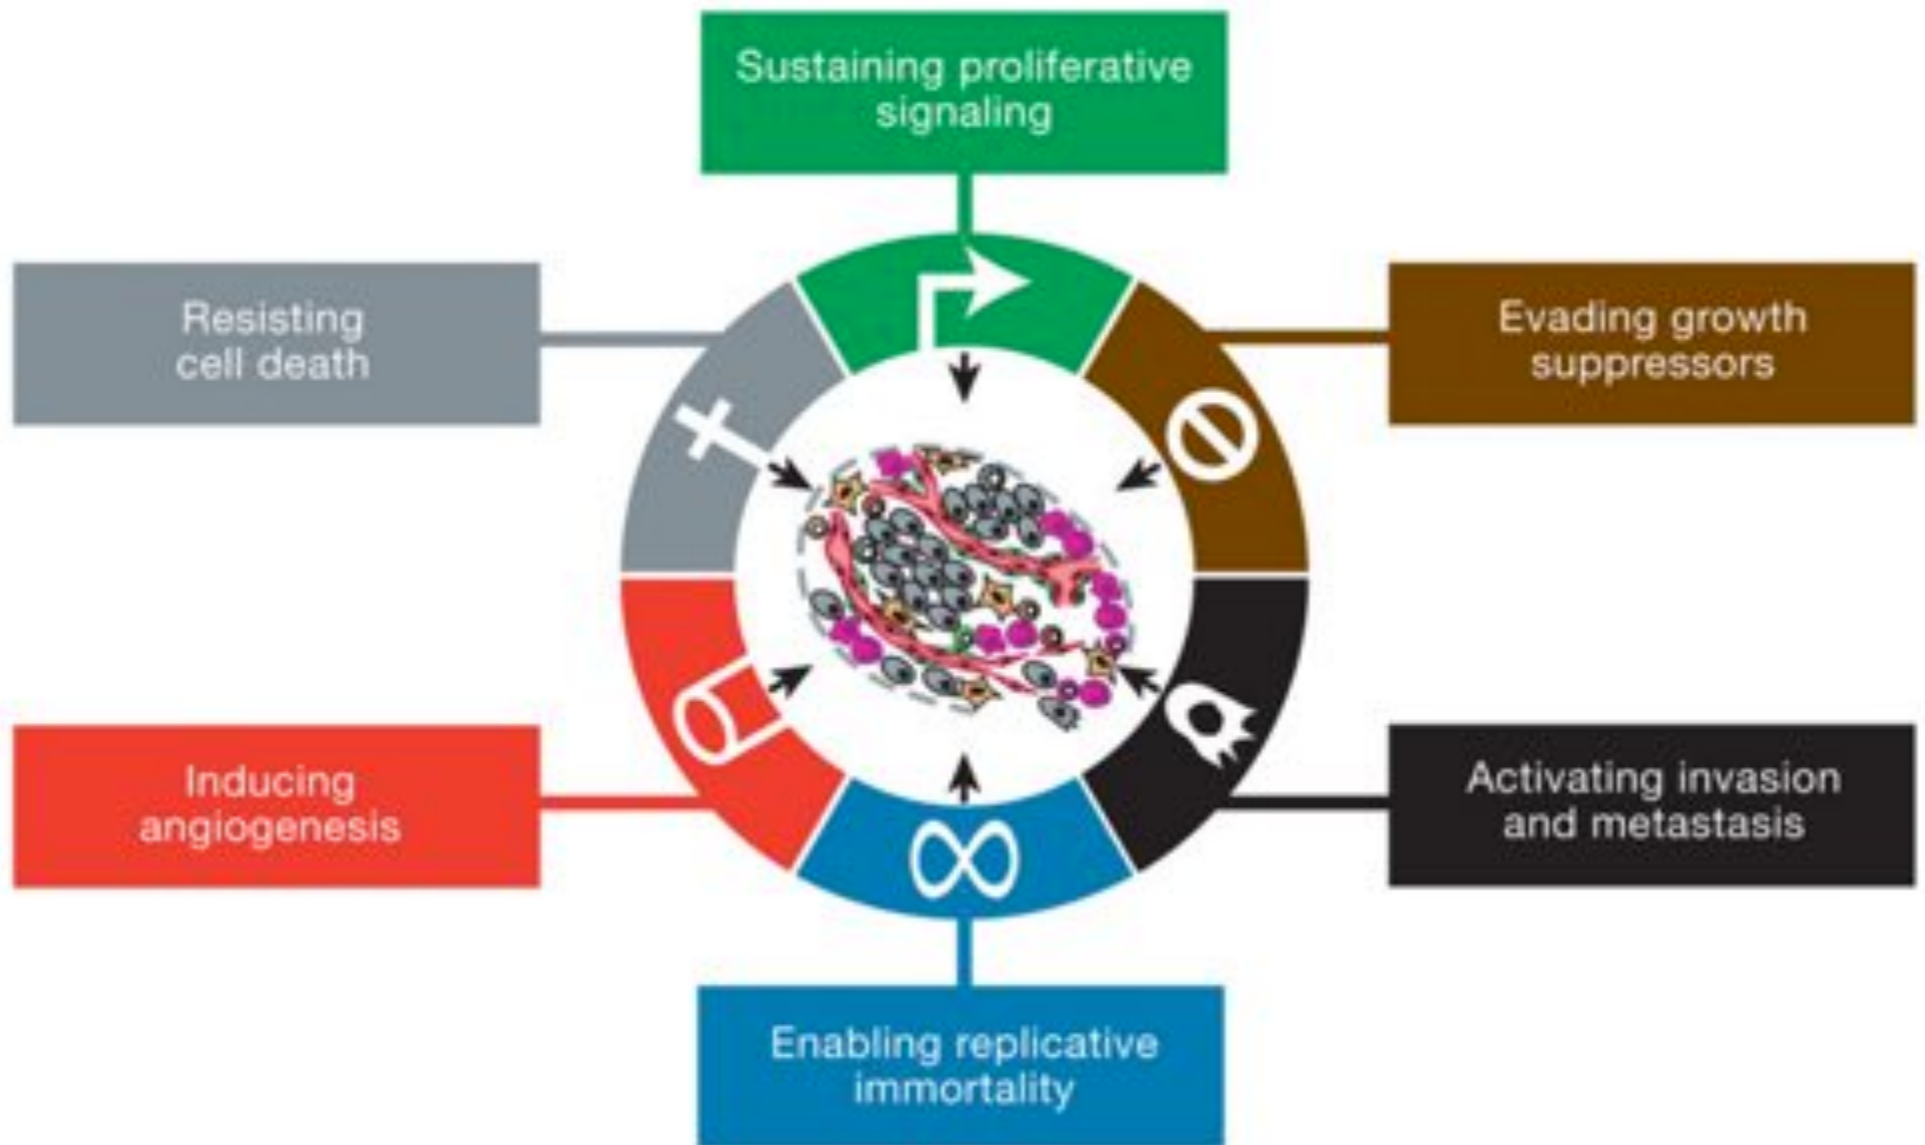 Sustaining proliferative
signaling
Resisting
cell death
Evading growth
suppressors
Inducing
angiogenesis
Activating invasion
and metastasis
Enabling replicative
immortality